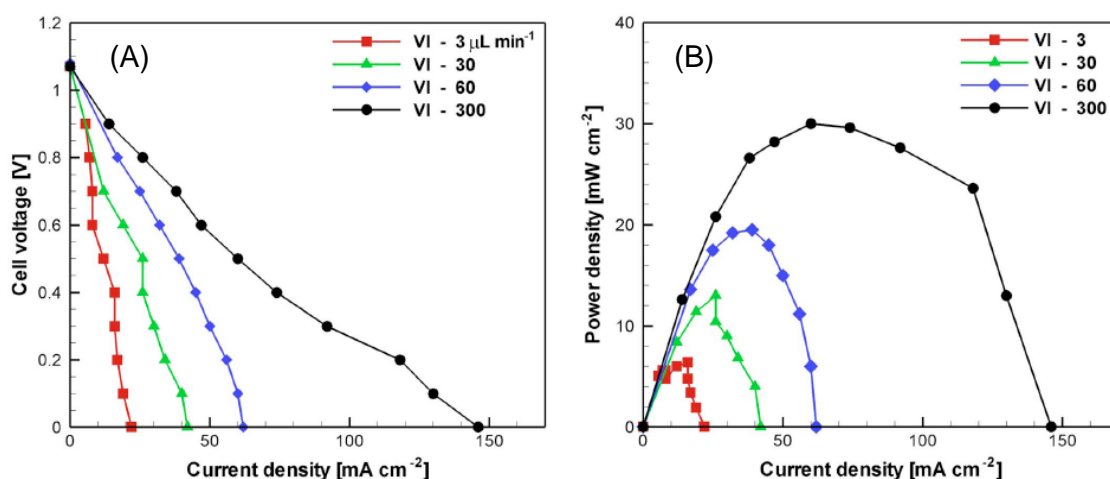 (A)
VI - 3 μL min⁻¹
VI - 30
VI - 60
VI - 300
Cell voltage [V]
1.2
1
0.8
0.6
0.4
0.2
0
0 50 100 150
Current density [mA cm⁻²]
(B)
VI - 3
VI - 30
VI - 60
VI - 300
Power density [mW cm⁻²]
40
30
20
10
0
0 50 100 150
Current density [mA cm⁻²]